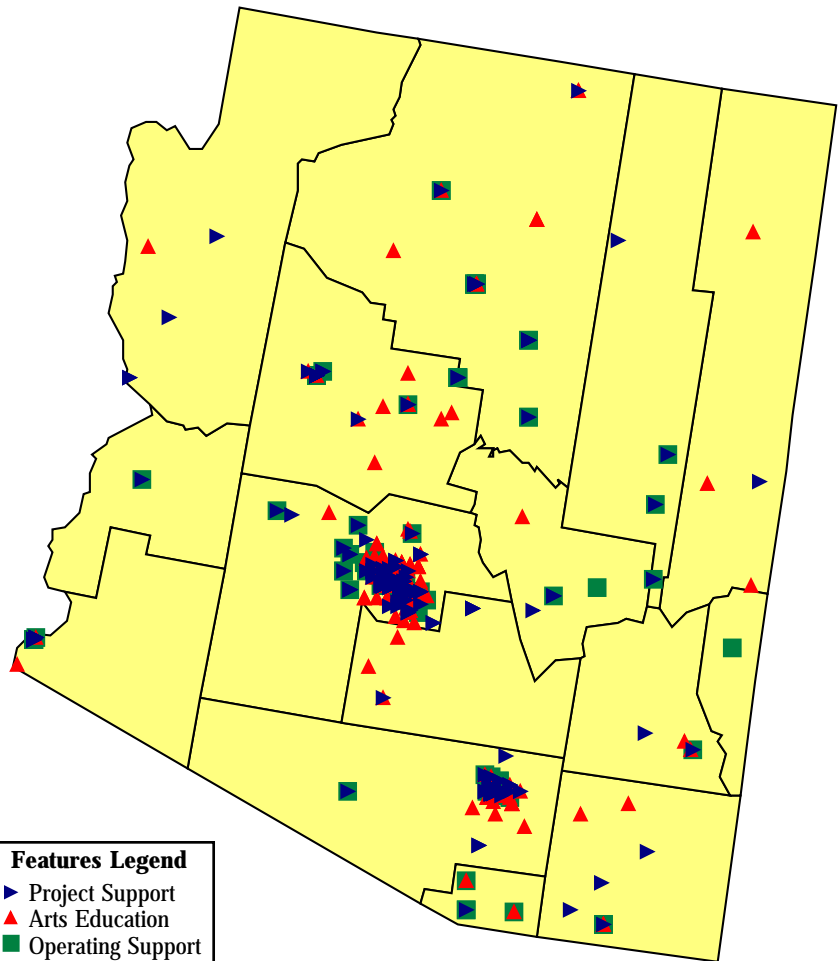 Features Legend
Project Support
Arts Education
Operating Support